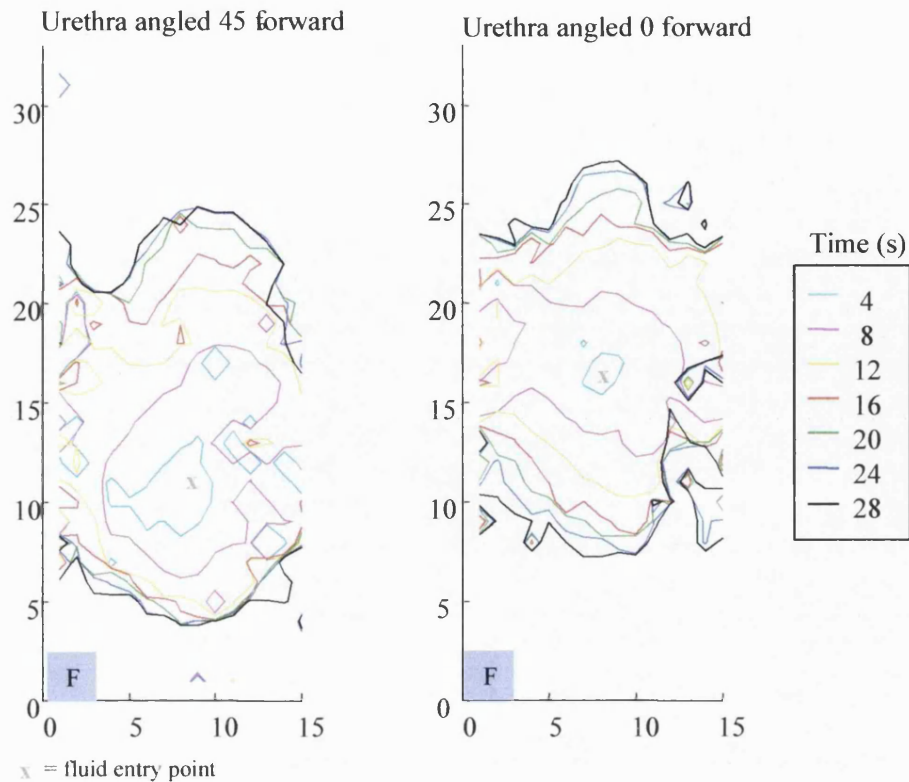 Urethra angled 45 forward
30
25
20
15
10
5
0
F
0 5 10 15
Urethra angled 0 forward
30
25
20
15
10
5
0
x
F
0 5 10 15
Time (s)
4
8
12
16
20
24
28
x
x = fluid entry point